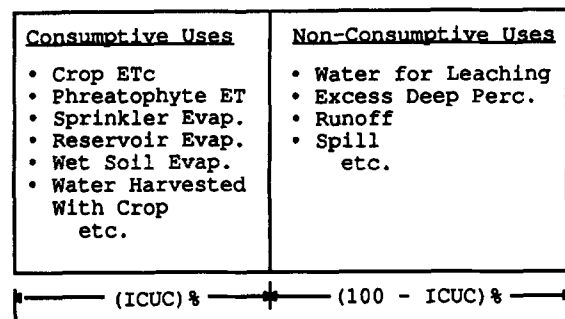 Consumptive Uses
• Crop ETc
• Phreatophyte ET
• Sprinkler Evap.
• Reservoir Evap.
• Wet Soil Evap.
• Water Harvested
With Crop
etc.
Non-Consumptive Uses
• Water for Leaching
• Excess Deep Perc.
• Runoff
• Spill
etc.
(ICUC)%
(100 - ICUC)%